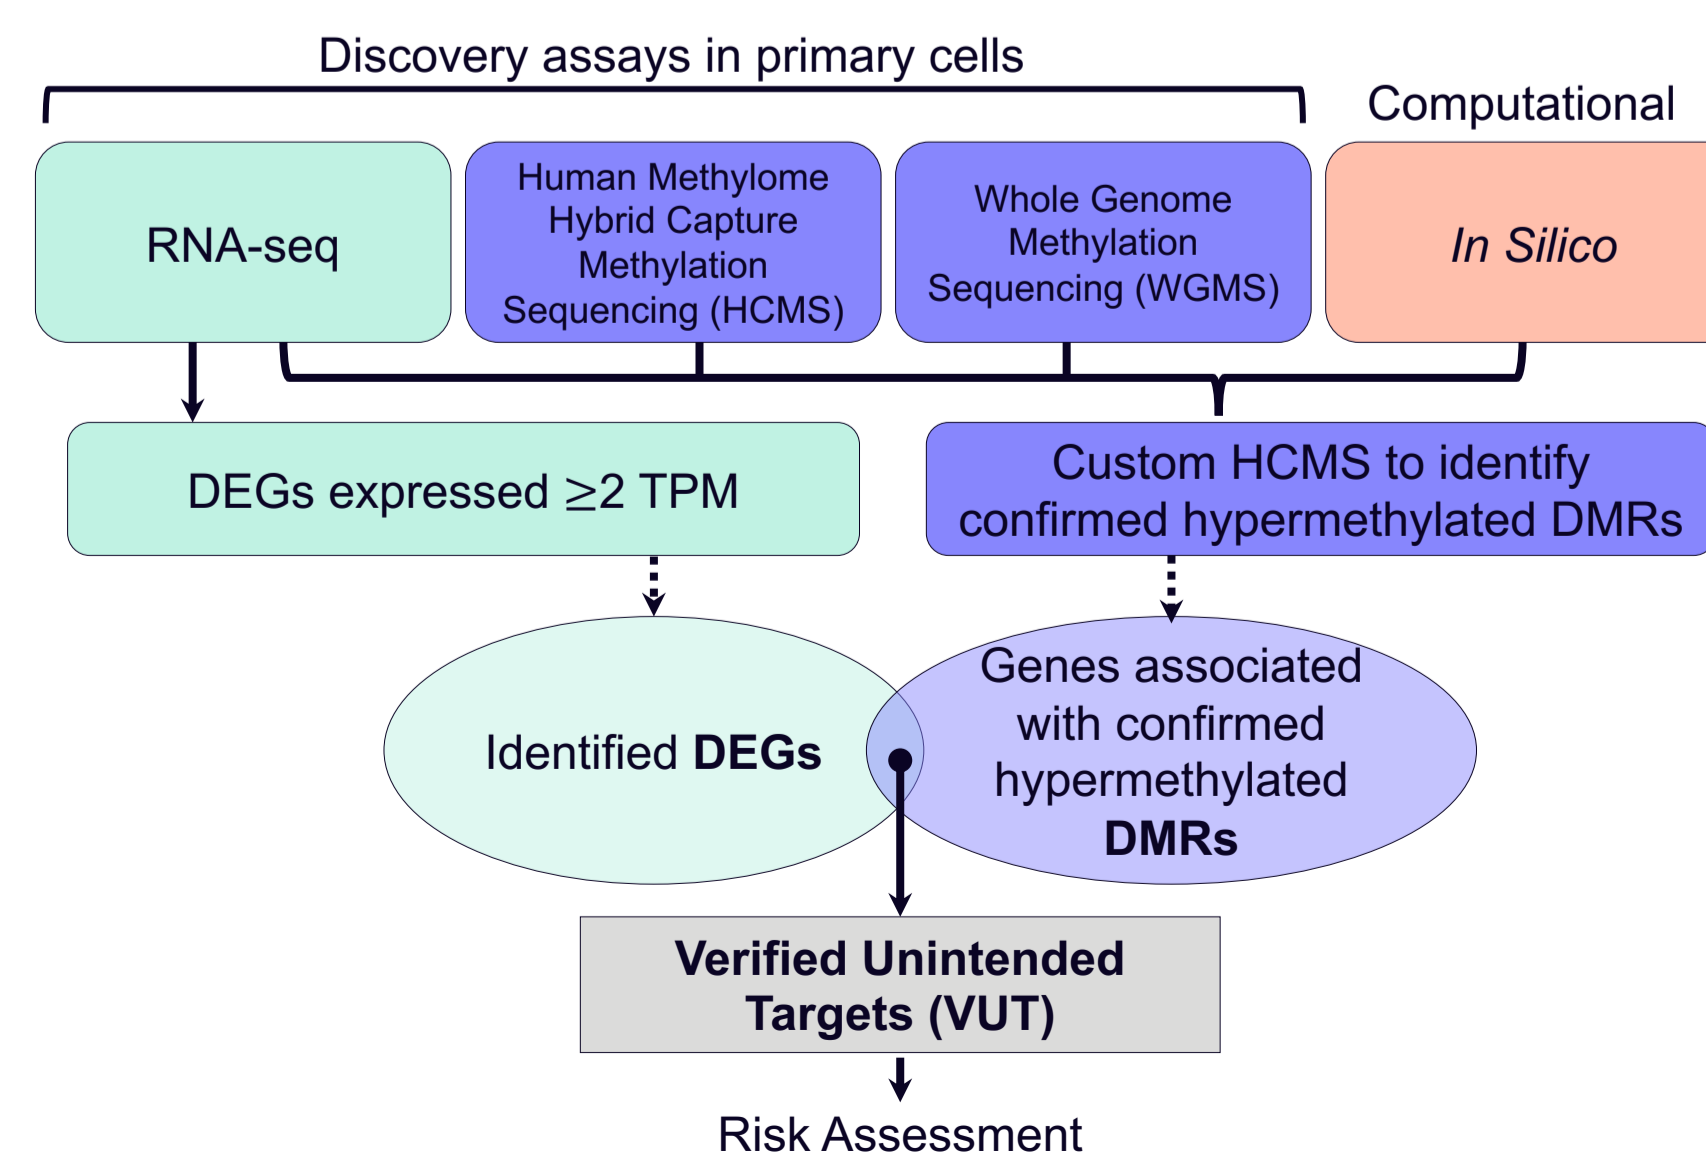 Discovery assays in primary cells
Computational
RNA-seq
Human Methylome
Hybrid Capture
Methylation
Sequencing (HCMS)
Whole Genome
Methylation
Sequencing (WGMS)
In Silico
DEGs expressed ≥2 TPM
Custom HCMS to identify
confirmed hypermethylated DMRs
Identified DEGs
Genes associated
with confirmed
hypermethylated
DMRs
Verified Unintended
Targets (VUT)
Risk Assessment